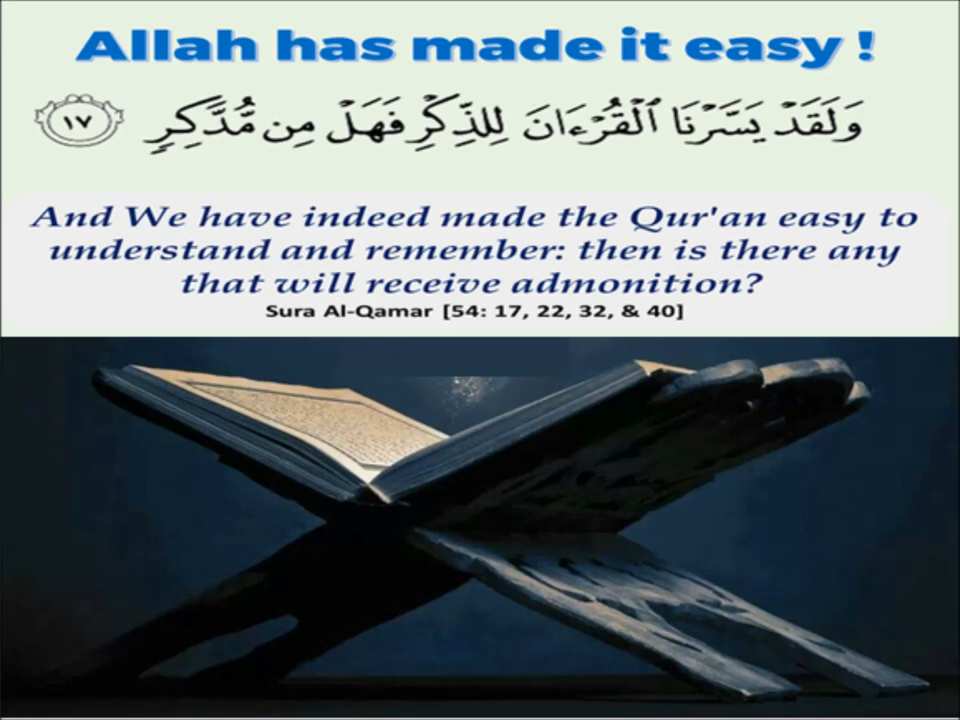 Allah has made it easy !
وَلَقَدْ يَسَّرْنَا ٱلْقُرْءَانَ لِلذِّكْرِ فَهَلْ مِن مُّدَّكِرٍ ١٧
And We have indeed made the Qur'an easy to
understand and remember: then is there any
that will receive admonition?
Sura Al-Qamar [54: 17, 22, 32, & 40]